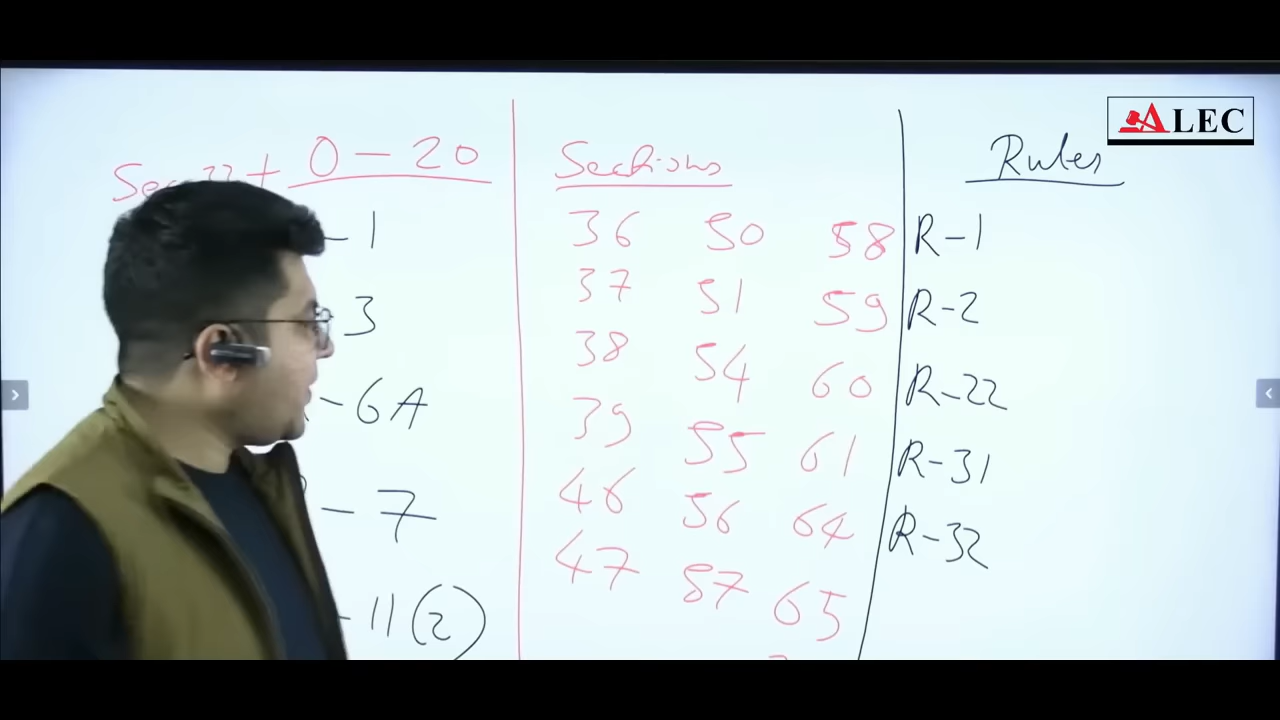 ALEC
0-20
-1
3
-6A
-7
-11(2)
Sections
36 50 58
37 51 59
38 54 60
39 55 61
46 56 64
47 57 65
Rules
R-1
R-2
R-22
R-31
R-32